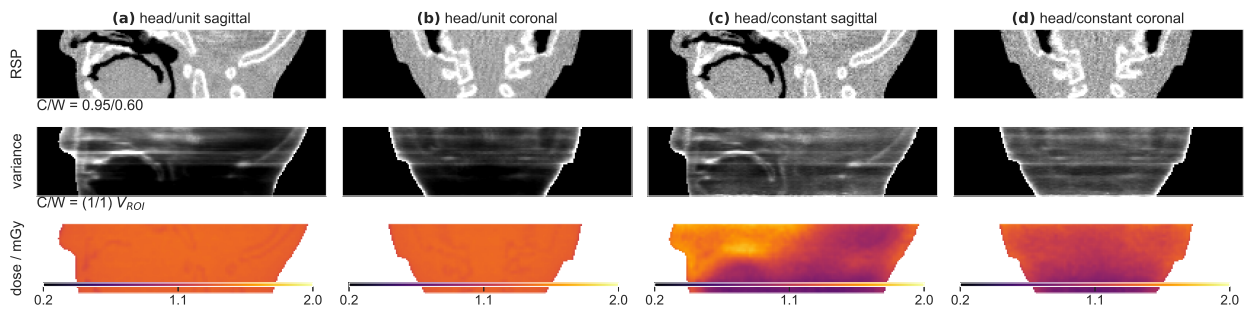 (a) head/unit sagittal (b) head/unit coronal (c) head/constant sagittal (d) head/constant coronal
RSP
C/W = 0.95/0.60
variance
C/W = (1/1) V_ROI
dose / mGy
0.2 1.1 2.0 0.2 1.1 2.0 0.2 1.1 2.0 0.2 1.1 2.0